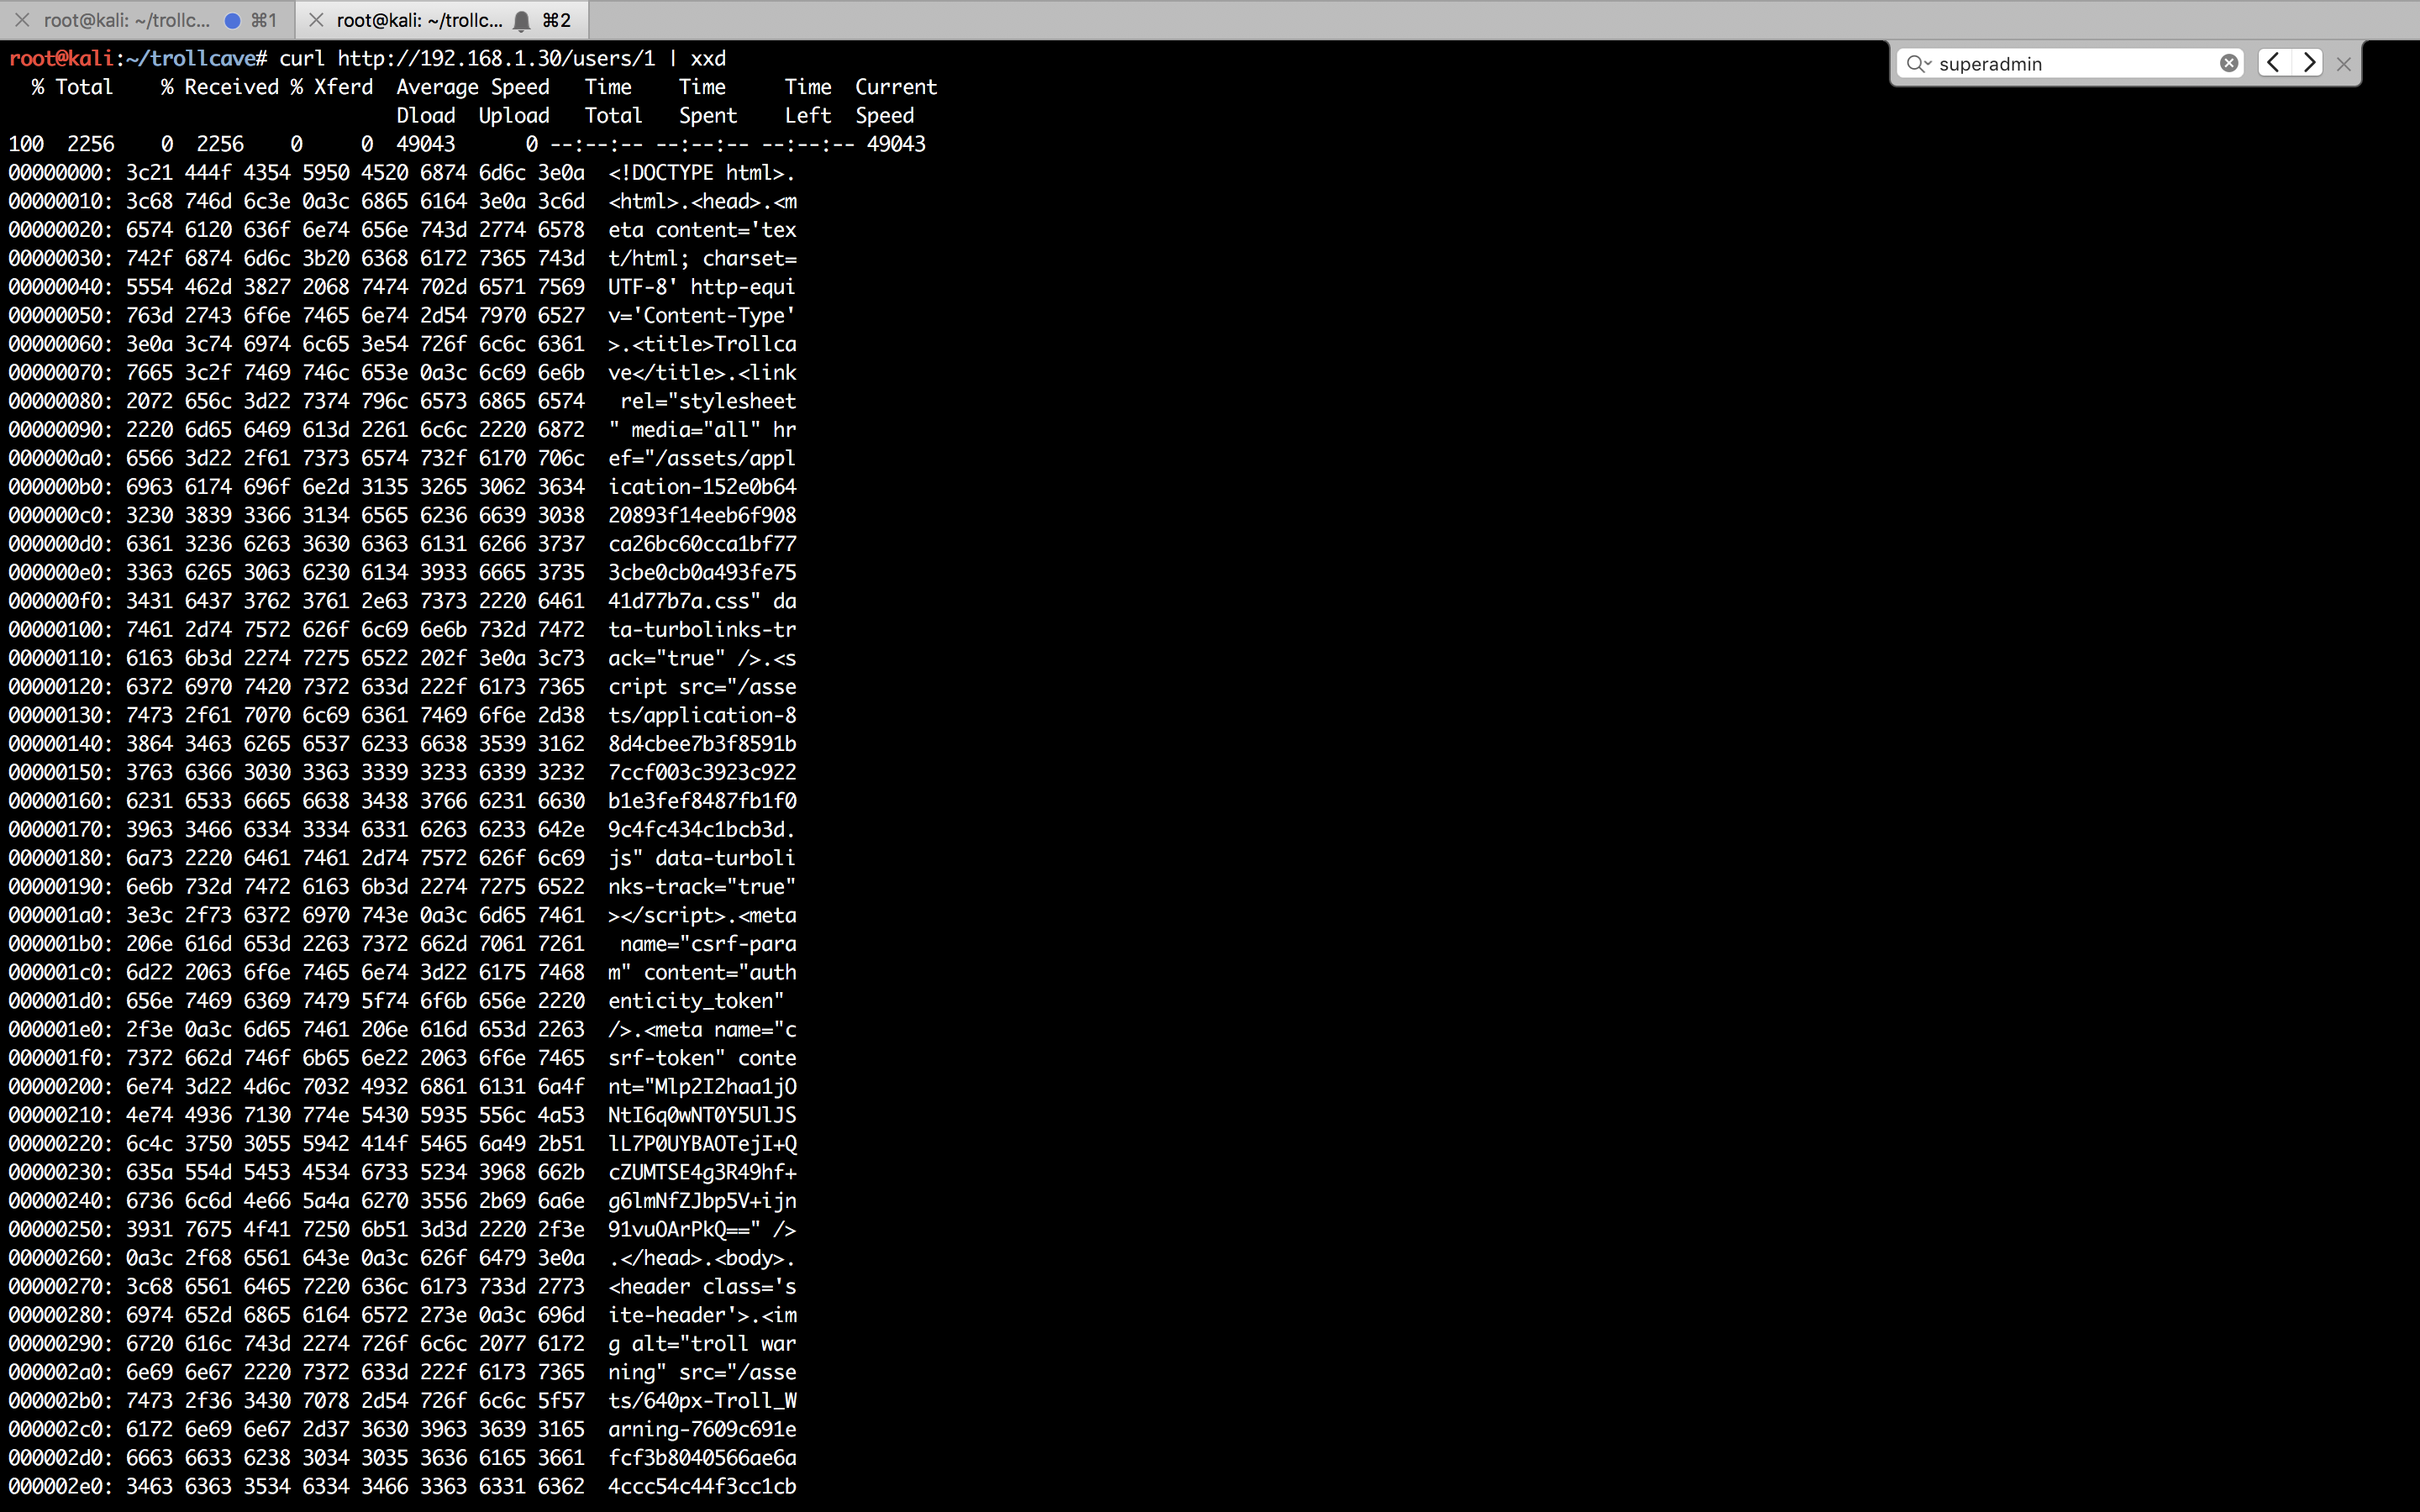 root@kali: ~/trollc... ⌘1 root@kali: ~/trollc... ⌘2
root@kali:~/trollcave# curl http://192.168.1.30/users/1 | xxd
superadmin
  % Total    % Received % Xferd  Average Speed   Time    Time     Time  Current
                                 Dload  Upload   Total   Spent    Left  Speed
100  2256    0  2256    0     0  49043      0 --:--:-- --:--:-- --:--:-- 49043
00000000: 3c21 444f 4354 5950 4520 6874 6d6c 3e0a  <!DOCTYPE html>.
00000010: 3c68 746d 6c3e 0a3c 6865 6164 3e0a 3c6d  <html>.<head>.<m
00000020: 6574 6120 636f 6e74 656e 743d 2774 6578  eta content='tex
00000030: 742f 6874 6d6c 3b20 6368 6172 7365 743d  t/html; charset=
00000040: 5554 462d 3827 2068 7474 702d 6571 7569  UTF-8' http-equi
00000050: 763d 2743 6f6e 7465 6e74 2d54 7970 6527  v='Content-Type'
00000060: 3e0a 3c74 6974 6c65 3e54 726f 6c6c 6361  >.<title>Trollca
00000070: 7665 3c2f 7469 746c 653e 0a3c 6c69 6e6b  ve</title>.<link
00000080: 2072 656c 3d22 7374 796c 6573 6865 6574   rel="stylesheet
00000090: 2220 6d65 6469 613d 2261 6c6c 2220 6872  " media="all" hr
000000a0: 6566 3d22 2f61 7373 6574 732f 6170 706c  ef="/assets/appl
000000b0: 6963 6174 696f 6e2d 3135 3265 3062 3634  ication-152e0b64
000000c0: 3230 3839 3366 3134 6565 6236 6639 3038  20893f14eeb6f908
000000d0: 6361 3236 6263 3630 6363 6131 6266 3737  ca26bc60cca1bf77
000000e0: 3363 6265 3063 6230 6134 3933 6665 3735  3cbe0cb0a493fe75
000000f0: 3431 6437 3762 3761 2e63 7373 2220 6461  41d77b7a.css" da
00000100: 7461 2d74 7572 626f 6c69 6e6b 732d 7472  ta-turbolinks-tr
00000110: 6163 6b3d 2274 7275 6522 202f 3e0a 3c73  ack="true" />.<s
00000120: 6372 6970 7420 7372 633d 222f 6173 7365  cript src="/asse
00000130: 7473 2f61 7070 6c69 6361 7469 6f6e 2d38  ts/application-8
00000140: 3864 3463 6265 6537 6233 6638 3539 3162  8d4cbee7b3f8591b
00000150: 3763 6366 3030 3363 3339 3233 6339 3232  7ccf003c3923c922
00000160: 6231 6533 6665 6638 3438 3766 6231 6630  b1e3fef8487fb1f0
00000170: 3963 3466 6334 3334 6331 6263 6233 642e  9c4fc434c1bcb3d.
00000180: 6a73 2220 6461 7461 2d74 7572 626f 6c69  js" data-turboli
00000190: 6e6b 732d 7472 6163 6b3d 2274 7275 6522  nks-track="true"
000001a0: 3e3c 2f73 6372 6970 743e 0a3c 6d65 7461  ></script>.<meta
000001b0: 206e 616d 653d 2263 7372 662d 7061 7261   name="csrf-para
000001c0: 6d22 2063 6f6e 7465 6e74 3d22 6175 7468  m" content="auth
000001d0: 656e 7469 6369 7479 5f74 6f6b 656e 2220  enticity_token" 
000001e0: 2f3e 0a3c 6d65 7461 206e 616d 653d 2263  />.<meta name="c
000001f0: 7372 662d 746f 6b65 6e22 2063 6f6e 7465  srf-token" conte
00000200: 6e74 3d22 4d6c 7032 4932 6861 6131 6a4f  nt="Mlp2I2haa1jO
00000210: 4e74 4936 7130 774e 5430 5935 556c 4a53  NtI6q0wNT0Y5UlJS
00000220: 6c4c 3750 3055 5942 414f 5465 6a49 2b51  lL7P0UYBAOTejI+Q
00000230: 635a 554d 5453 4534 6733 5234 3968 662b  cZUMTSE4g3R49hf+
00000240: 6736 6c6d 4e66 5a4a 6270 3556 2b69 6a6e  g6lmNfZJbp5V+ijn
00000250: 3931 7675 4f41 7250 6b51 3d3d 2220 2f3e  91vuOArPkQ==" />
00000260: 0a3c 2f68 6561 643e 0a3c 626f 6479 3e0a  .</head>.<body>.
00000270: 3c68 6561 6465 7220 636c 6173 733d 2773  <header class='s
00000280: 6974 652d 6865 6164 6572 273e 0a3c 696d  ite-header'>.<im
00000290: 6720 616c 743d 2274 726f 6c6c 2077 6172  g alt="troll war
000002a0: 6e69 6e67 2220 7372 633d 222f 6173 7365  ning" src="/asse
000002b0: 7473 2f36 3430 7078 2d54 726f 6c6c 5f57  ts/640px-Troll_W
000002c0: 6172 6e69 6e67 2d37 3630 3963 3639 3165  arning-7609c691e
000002d0: 6663 6633 6238 3034 3035 3636 6165 3661  fcf3b8040566ae6a
000002e0: 3463 6363 3534 6334 3466 3363 6331 6362  4ccc54c44f3cc1cb